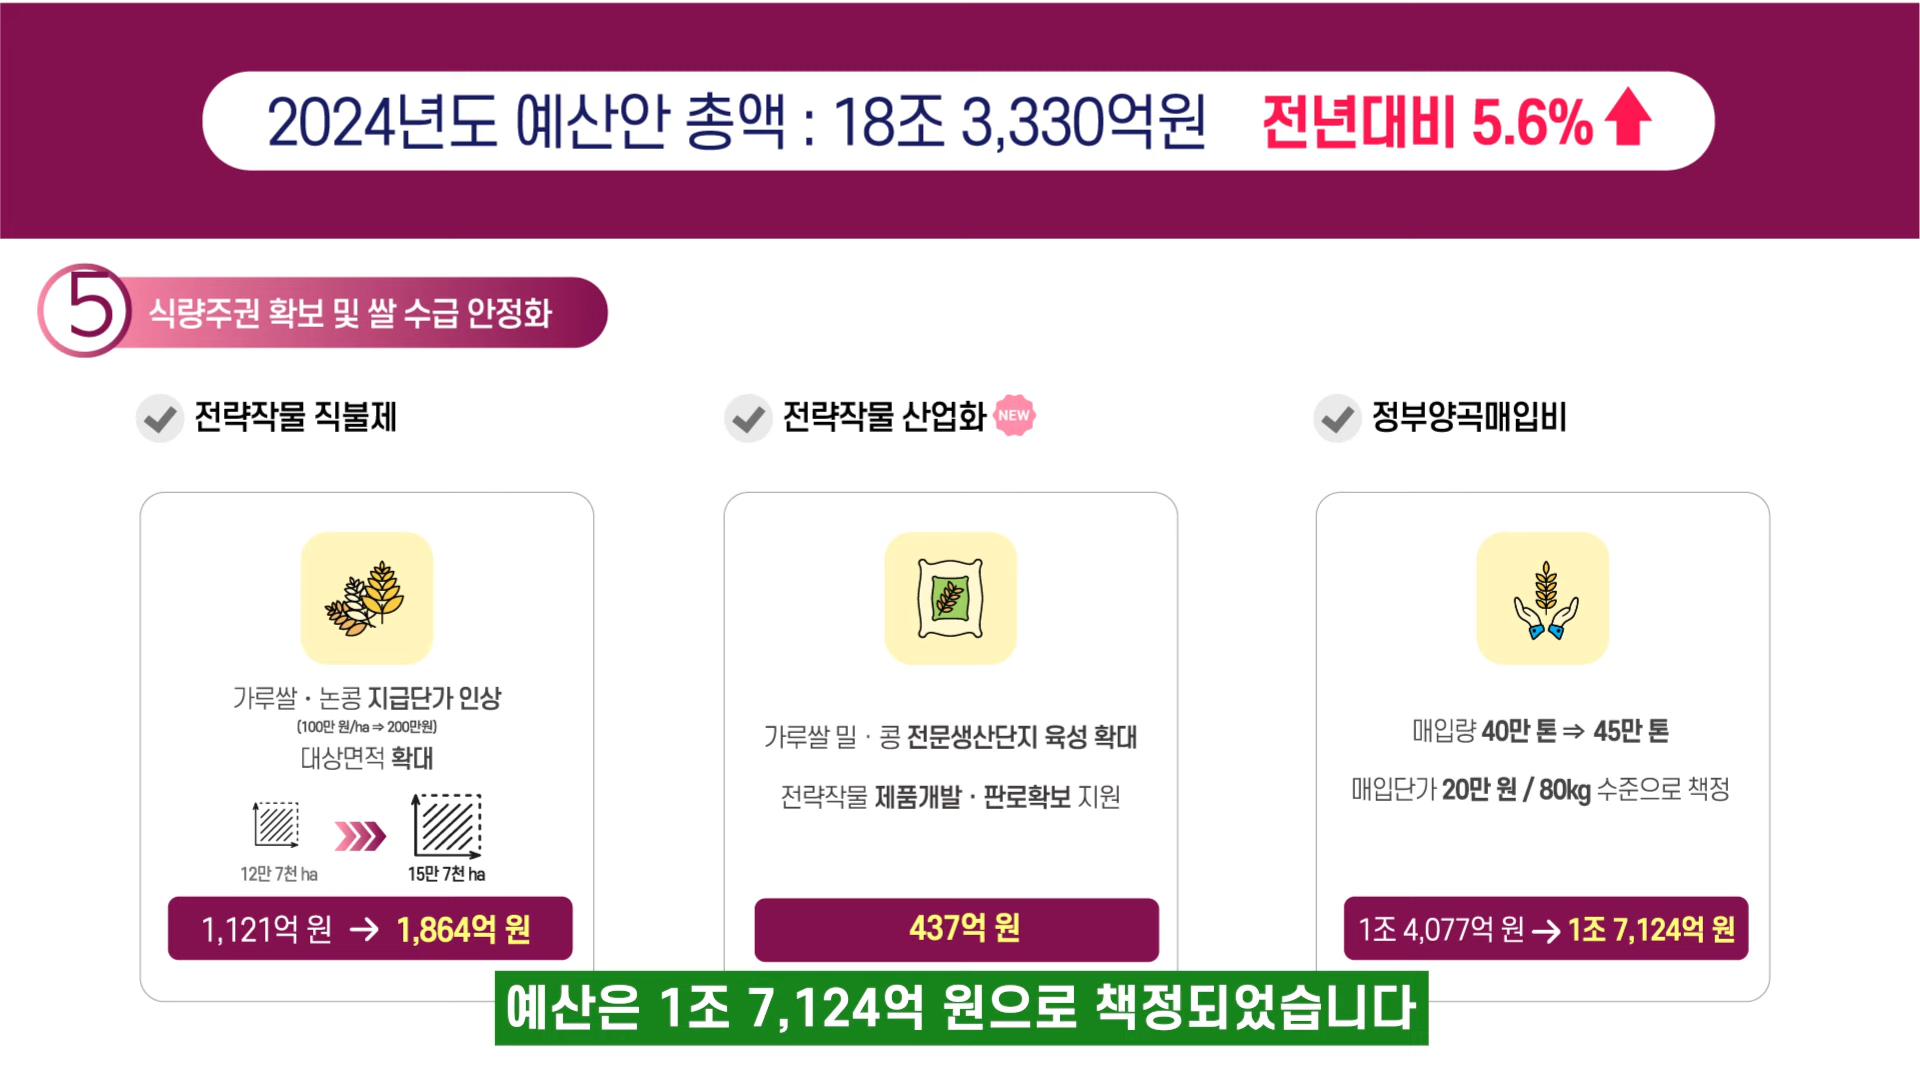 2024년도 예산안 총액 : 18조 3,330억원 전년대비 5.6%
5 식량주권 확보 및 쌀 수급 안정화
전략작물 직불제
가루쌀 · 논콩 지급단가 인상
(100만 원/ha ⇒ 200만원)
대상면적 확대
12만 7천 ha 15만 7천 ha
1,121억 원 → 1,864억 원
전략작물 산업화 NEW
가루쌀 밀 · 콩 전문생산단지 육성 확대
전략작물 제품개발 · 판로확보 지원
437억 원
정부양곡매입비
매입량 40만 톤 ⇒ 45만 톤
매입단가 20만 원 / 80kg 수준으로 책정
1조 4,077억 원 → 1조 7,124억 원
예산은 1조 7,124억 원으로 책정되었습니다